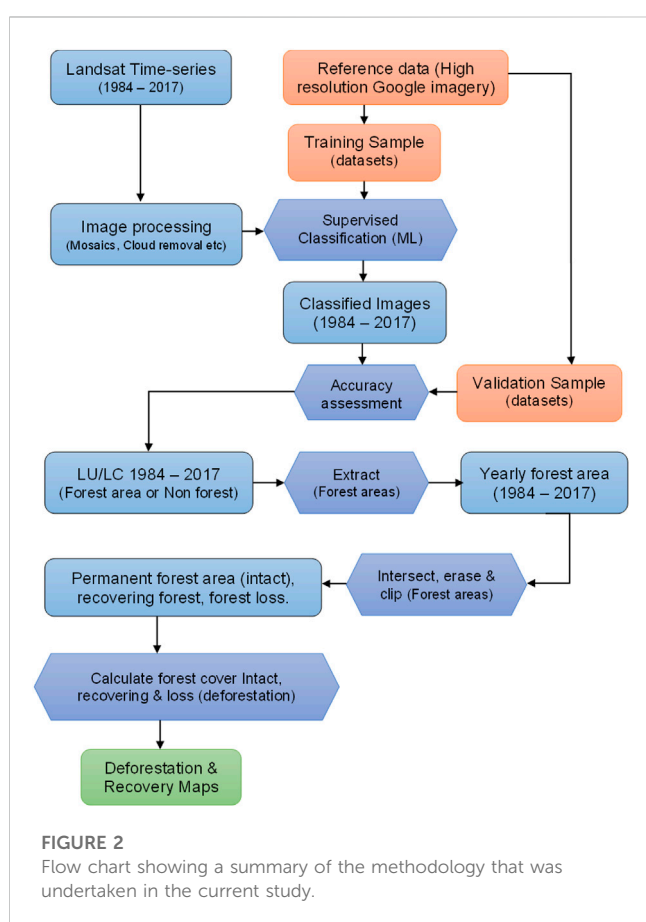 Landsat Time-series
(1984 – 2017)
Reference data (High
resolution Google imagery)
Training Sample
(datasets)
Image processing
(Mosaics, Cloud removal etc)
Supervised
Classification (ML)
Classified Images
(1984 – 2017)
Accuracy
assessment
Validation Sample
(datasets)
LU/LC 1984 – 2017
(Forest area or Non forest)
Extract
(Forest areas)
Yearly forest area
(1984 – 2017)
Permanent forest area (intact),
recovering forest, forest loss.
Intersect, erase &
clip (Forest areas)
Calculate forest cover Intact,
recovering & loss (deforestation)
Deforestation &
Recovery Maps
FIGURE 2
Flow chart showing a summary of the methodology that was
undertaken in the current study.